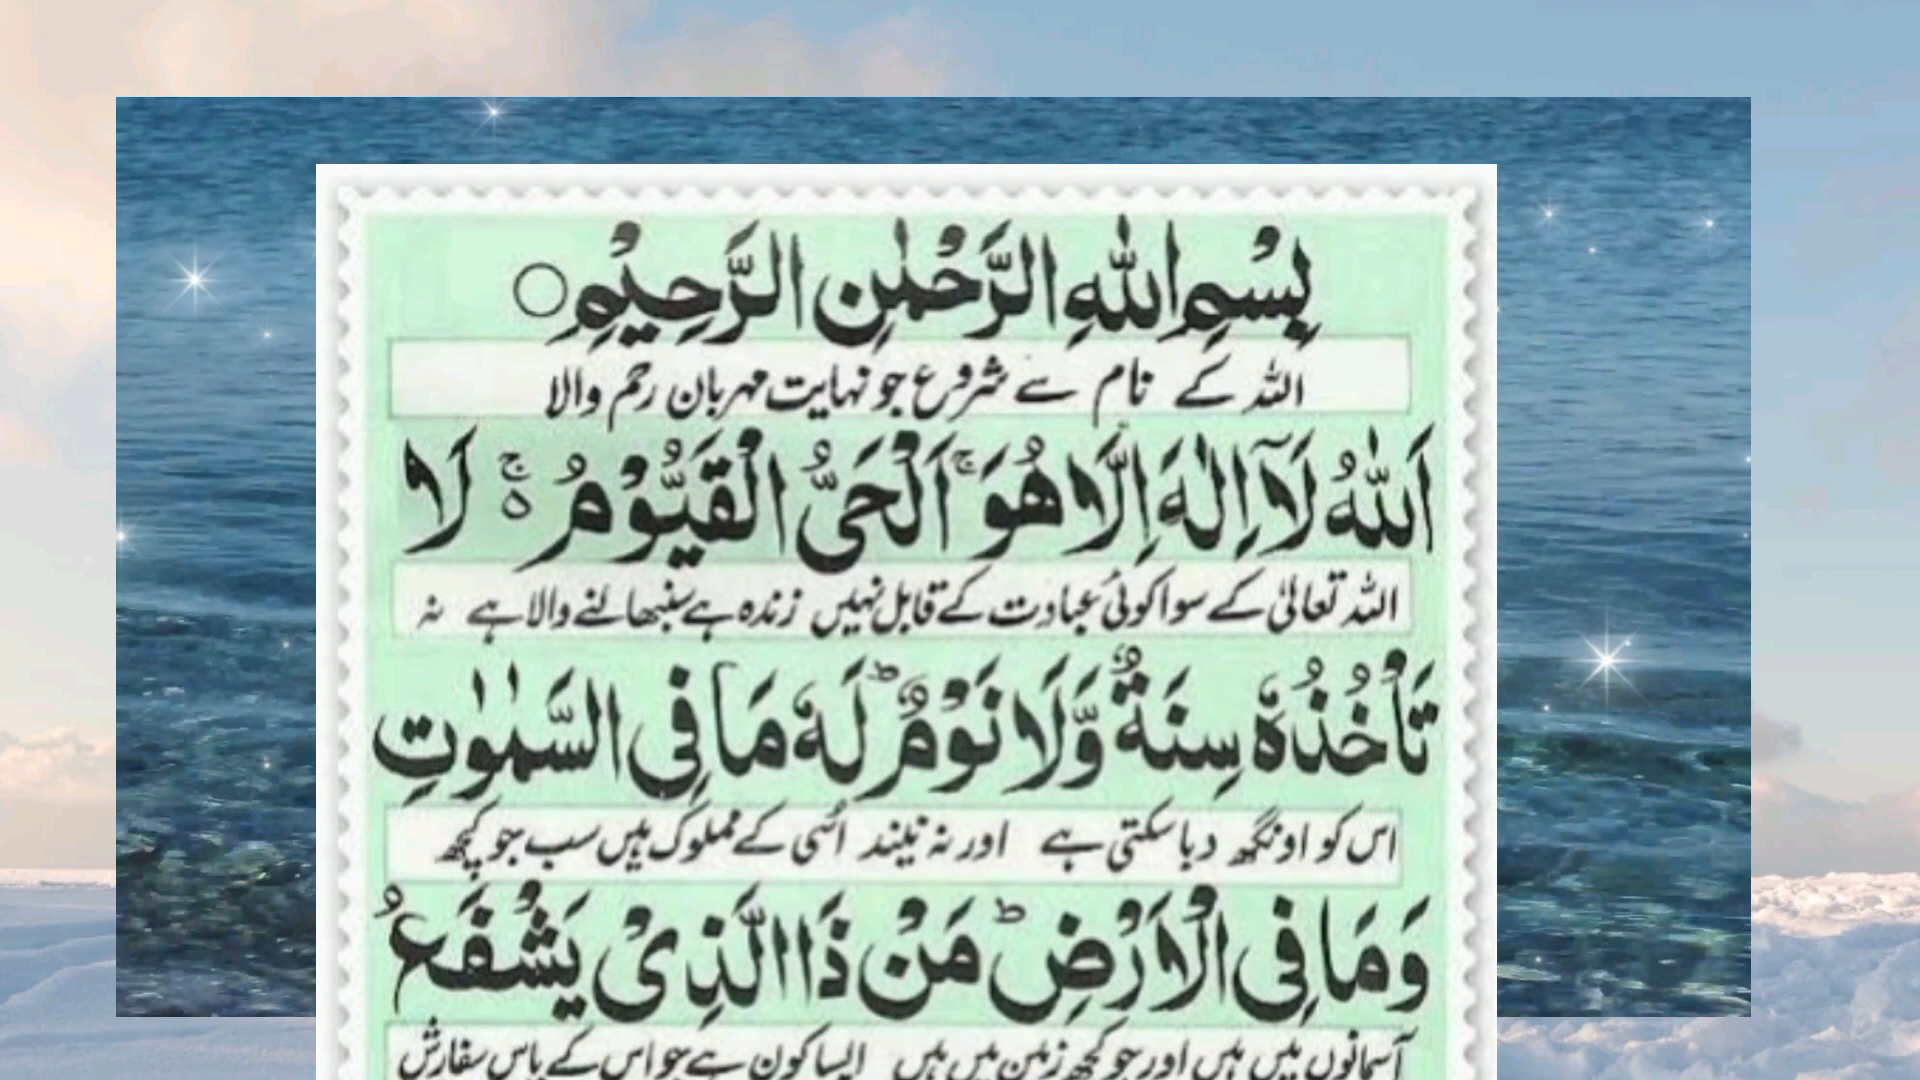 بِسْمِ اللّٰهِ الرَّحْمٰنِ الرَّحِيْمِ ○
اللہ کے نام سے شروع جو نہایت مہربان رحم والا
اَللّٰهُ لَآ اِلٰهَ اِلَّا هُوَ ۚ اَلْحَىُّ الْقَيُّوْمُ ۚ ە لَا
اللہ تعالیٰ کے سوا کوئی عبادت کے قابل نہیں زندہ ہے سنبھالنے والا ہے نہ
تَاْخُذُهٗ سِنَةٌ وَّلَا نَوْمٌ ؕ لَهٗ مَا فِى السَّمٰوٰتِ
اس کو اونگھ دبا سکتی ہے اور نہ نیند اسی کے مملوک ہیں سب جو کچھ
وَمَا فِى الْاَرْضِ ؕ مَنْ ذَا الَّذِىْ يَشْفَعُ
آسمانوں میں ہیں اور جو کچھ زمین میں ہیں ایسا کون ہے جو اس کے پاس سفارش